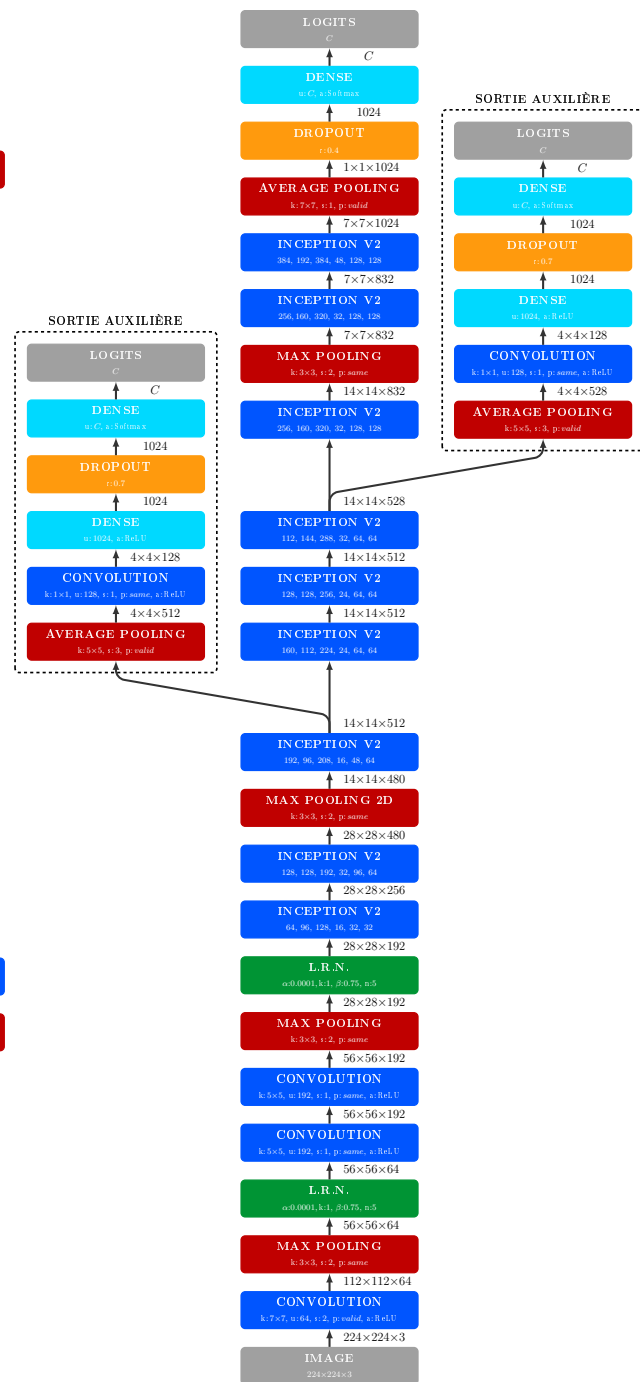 LOGITS
C
C
DENSE
u:C, a:Softmax
1024
DROPOUT
r:0.4
1×1×1024
AVERAGE POOLING
k:7×7, s:1, p:valid
7×7×1024
INCEPTION V2
384, 192, 384, 48, 128, 128
7×7×832
INCEPTION V2
256,160, 320, 32, 128, 128
7×7×832
MAX POOLING
k:3×3, s:2, p:same
14×14×832
INCEPTION V2
256, 160, 320, 32, 128, 128
SORTIE AUXILIÈRE
LOGITS
C
C
DENSE
u:C, a:Softmax
1024
DROPOUT
r:0.7
1024
DENSE
u:1024, a:ReLU
4×4×128
CONVOLUTION
k:1×1, u:128, s:1, p:same, a:ReLU
4×4×528
AVERAGE POOLING
k:5×5, s:3, p:valid
14×14×528
INCEPTION V2
112, 144, 288, 32, 64, 64
14×14×512
INCEPTION V2
128, 128, 256, 24, 64, 64
14×14×512
INCEPTION V2
160, 112, 224, 24, 64, 64
SORTIE AUXILIÈRE
LOGITS
C
C
DENSE
u:C, a:Softmax
1024
DROPOUT
r:0.7
1024
DENSE
u:1024, a:ReLU
4×4×128
CONVOLUTION
k:1×1, u:128, s:1, p:same, a:ReLU
4×4×512
AVERAGE POOLING
k:5×5, s:3, p:valid
14×14×512
INCEPTION V2
192, 96, 208, 16, 48, 64
14×14×480
MAX POOLING 2D
k:3×3, s:2, p:same
28×28×480
INCEPTION V2
128, 128, 192, 32, 96, 64
28×28×256
INCEPTION V2
64, 96, 128, 16, 32, 32
28×28×192
L.R.N.
α:0.0001, k:1, β:0.75, n:5
28×28×192
MAX POOLING
k:3×3, s:2, p:same
56×56×192
CONVOLUTION
k:5×5, u:192, s:1, p:same, a:ReLU
56×56×192
CONVOLUTION
k:5×5, u:192, s:1, p:same, a:ReLU
56×56×64
L.R.N.
α:0.0001, k:1, β:0.75, n:5
56×56×64
MAX POOLING
k:3×3, s:2, p:same
112×112×64
CONVOLUTION
k:7×7, u:64, s:2, p:valid, a:ReLU
224×224×3
IMAGE
224×224×3